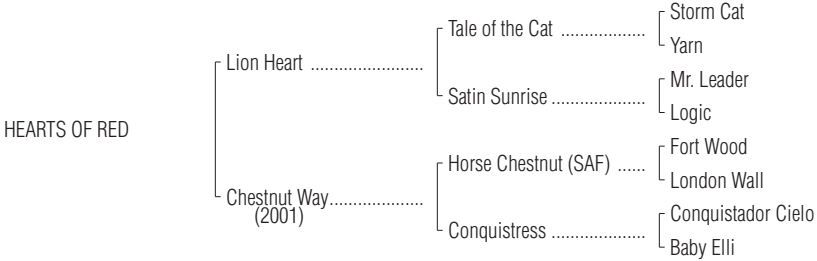 Storm Cat
Tale of the Cat ..................
Yarn
Lion Heart ........................
Mr. Leader
Satin Sunrise ....................
Logic
HEARTS OF RED
Fort Wood
Horse Chestnut (SAF) ......
London Wall
Chestnut Way....................
(2001)
Conquistador Cielo
Conquistress ....................
Baby Elli